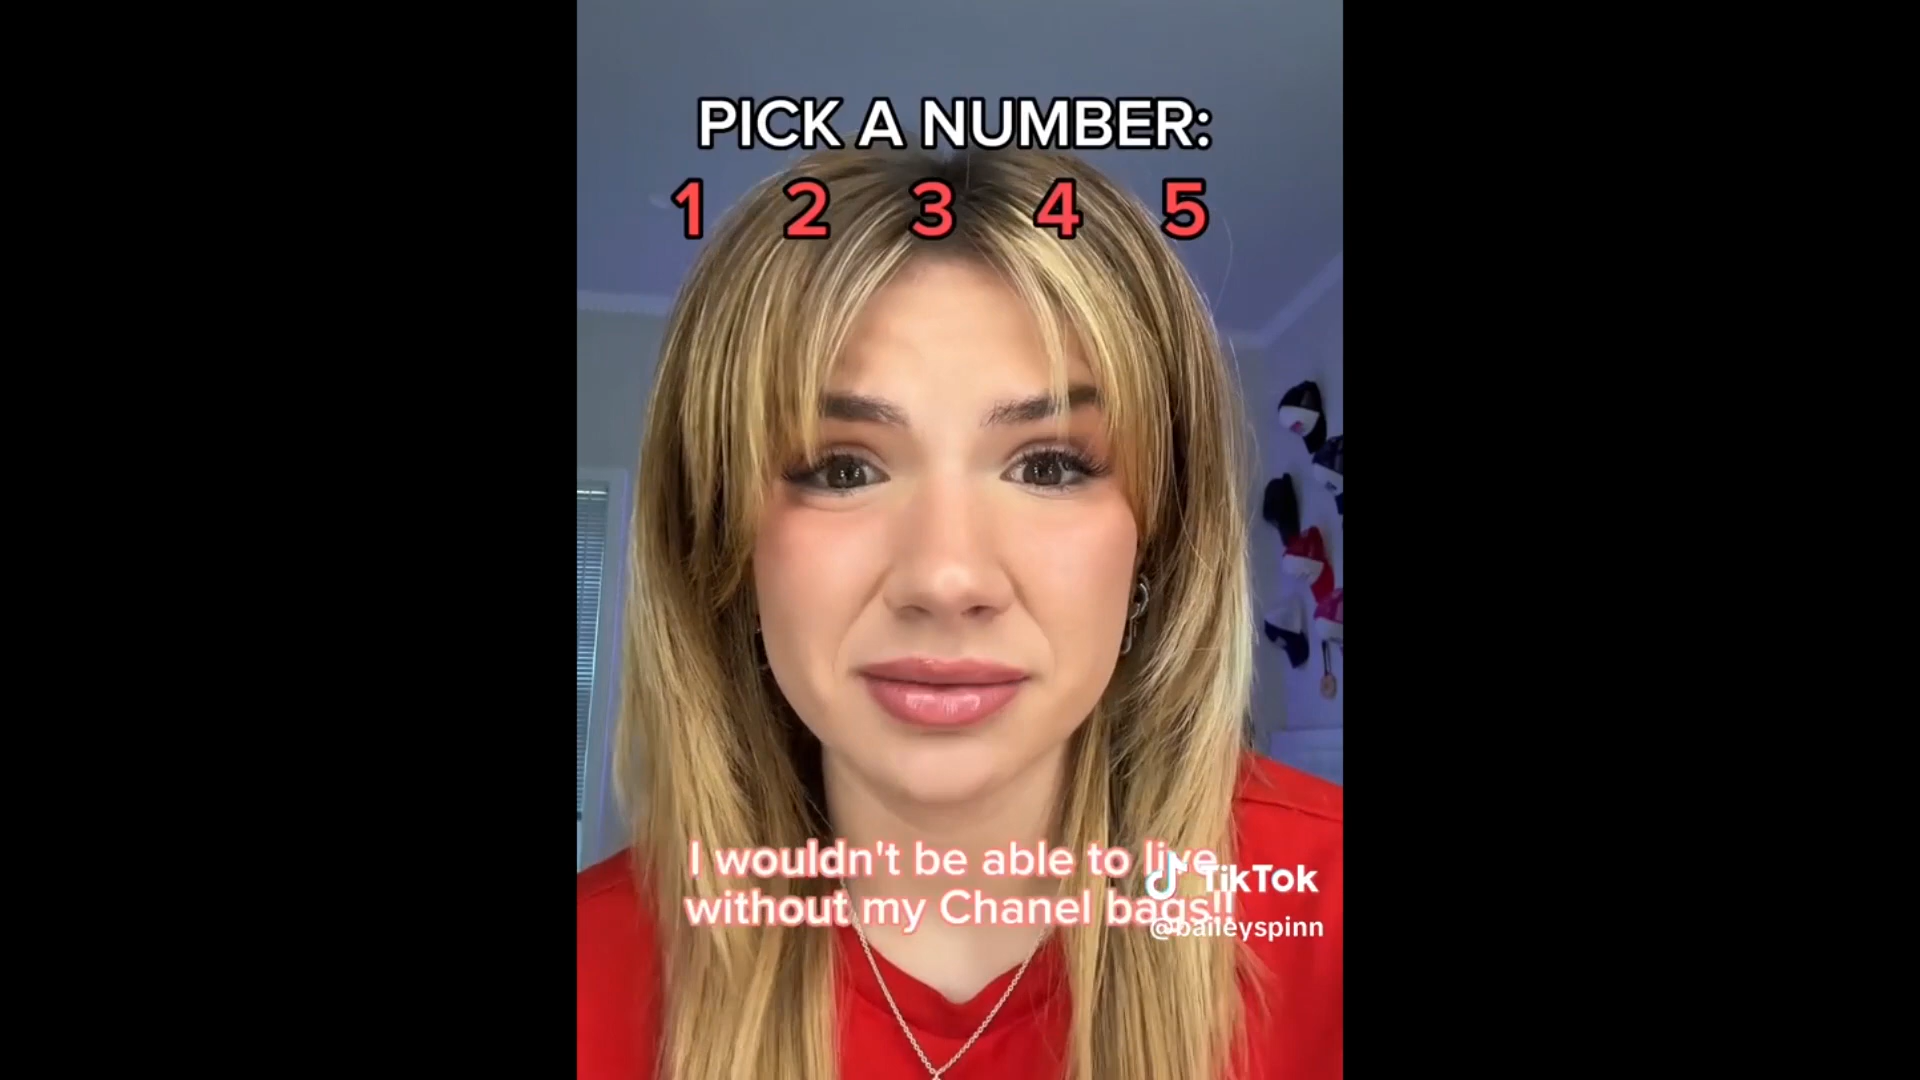 PICK A NUMBER:
1 2 3 4 5
I wouldn't be able to live
without my Chanel bags!!
TikTok
@baileyspinn